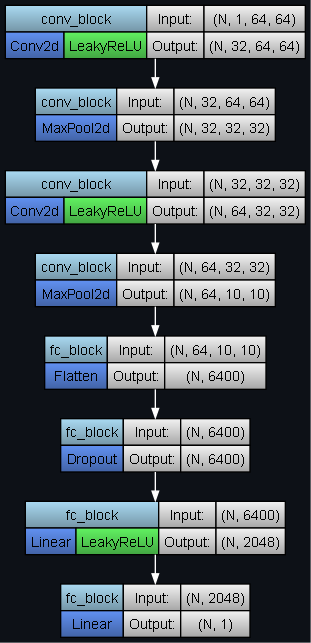 conv_block Input: (N, 1, 64, 64)
Conv2d LeakyReLU Output: (N, 32, 64, 64)
conv_block Input: (N, 32, 64, 64)
MaxPool2d Output: (N, 32, 32, 32)
conv_block Input: (N, 32, 32, 32)
Conv2d LeakyReLU Output: (N, 64, 32, 32)
conv_block Input: (N, 64, 32, 32)
MaxPool2d Output: (N, 64, 10, 10)
fc_block Input: (N, 64, 10, 10)
Flatten Output: (N, 6400)
fc_block Input: (N, 6400)
Dropout Output: (N, 6400)
fc_block Input: (N, 6400)
Linear LeakyReLU Output: (N, 2048)
fc_block Input: (N, 2048)
Linear Output: (N, 1)